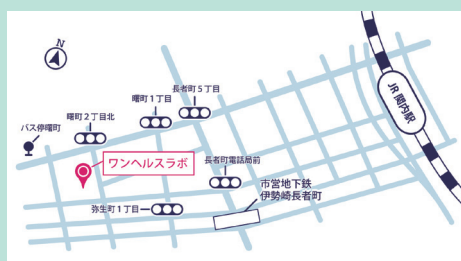 N
長者町5丁目
曙町1丁目
曙町2丁目北
バス停曙町
JR 関内駅
ワンヘルスラボ
長者町電話局前
市営地下鉄
伊勢崎長者町
弥生町1丁目